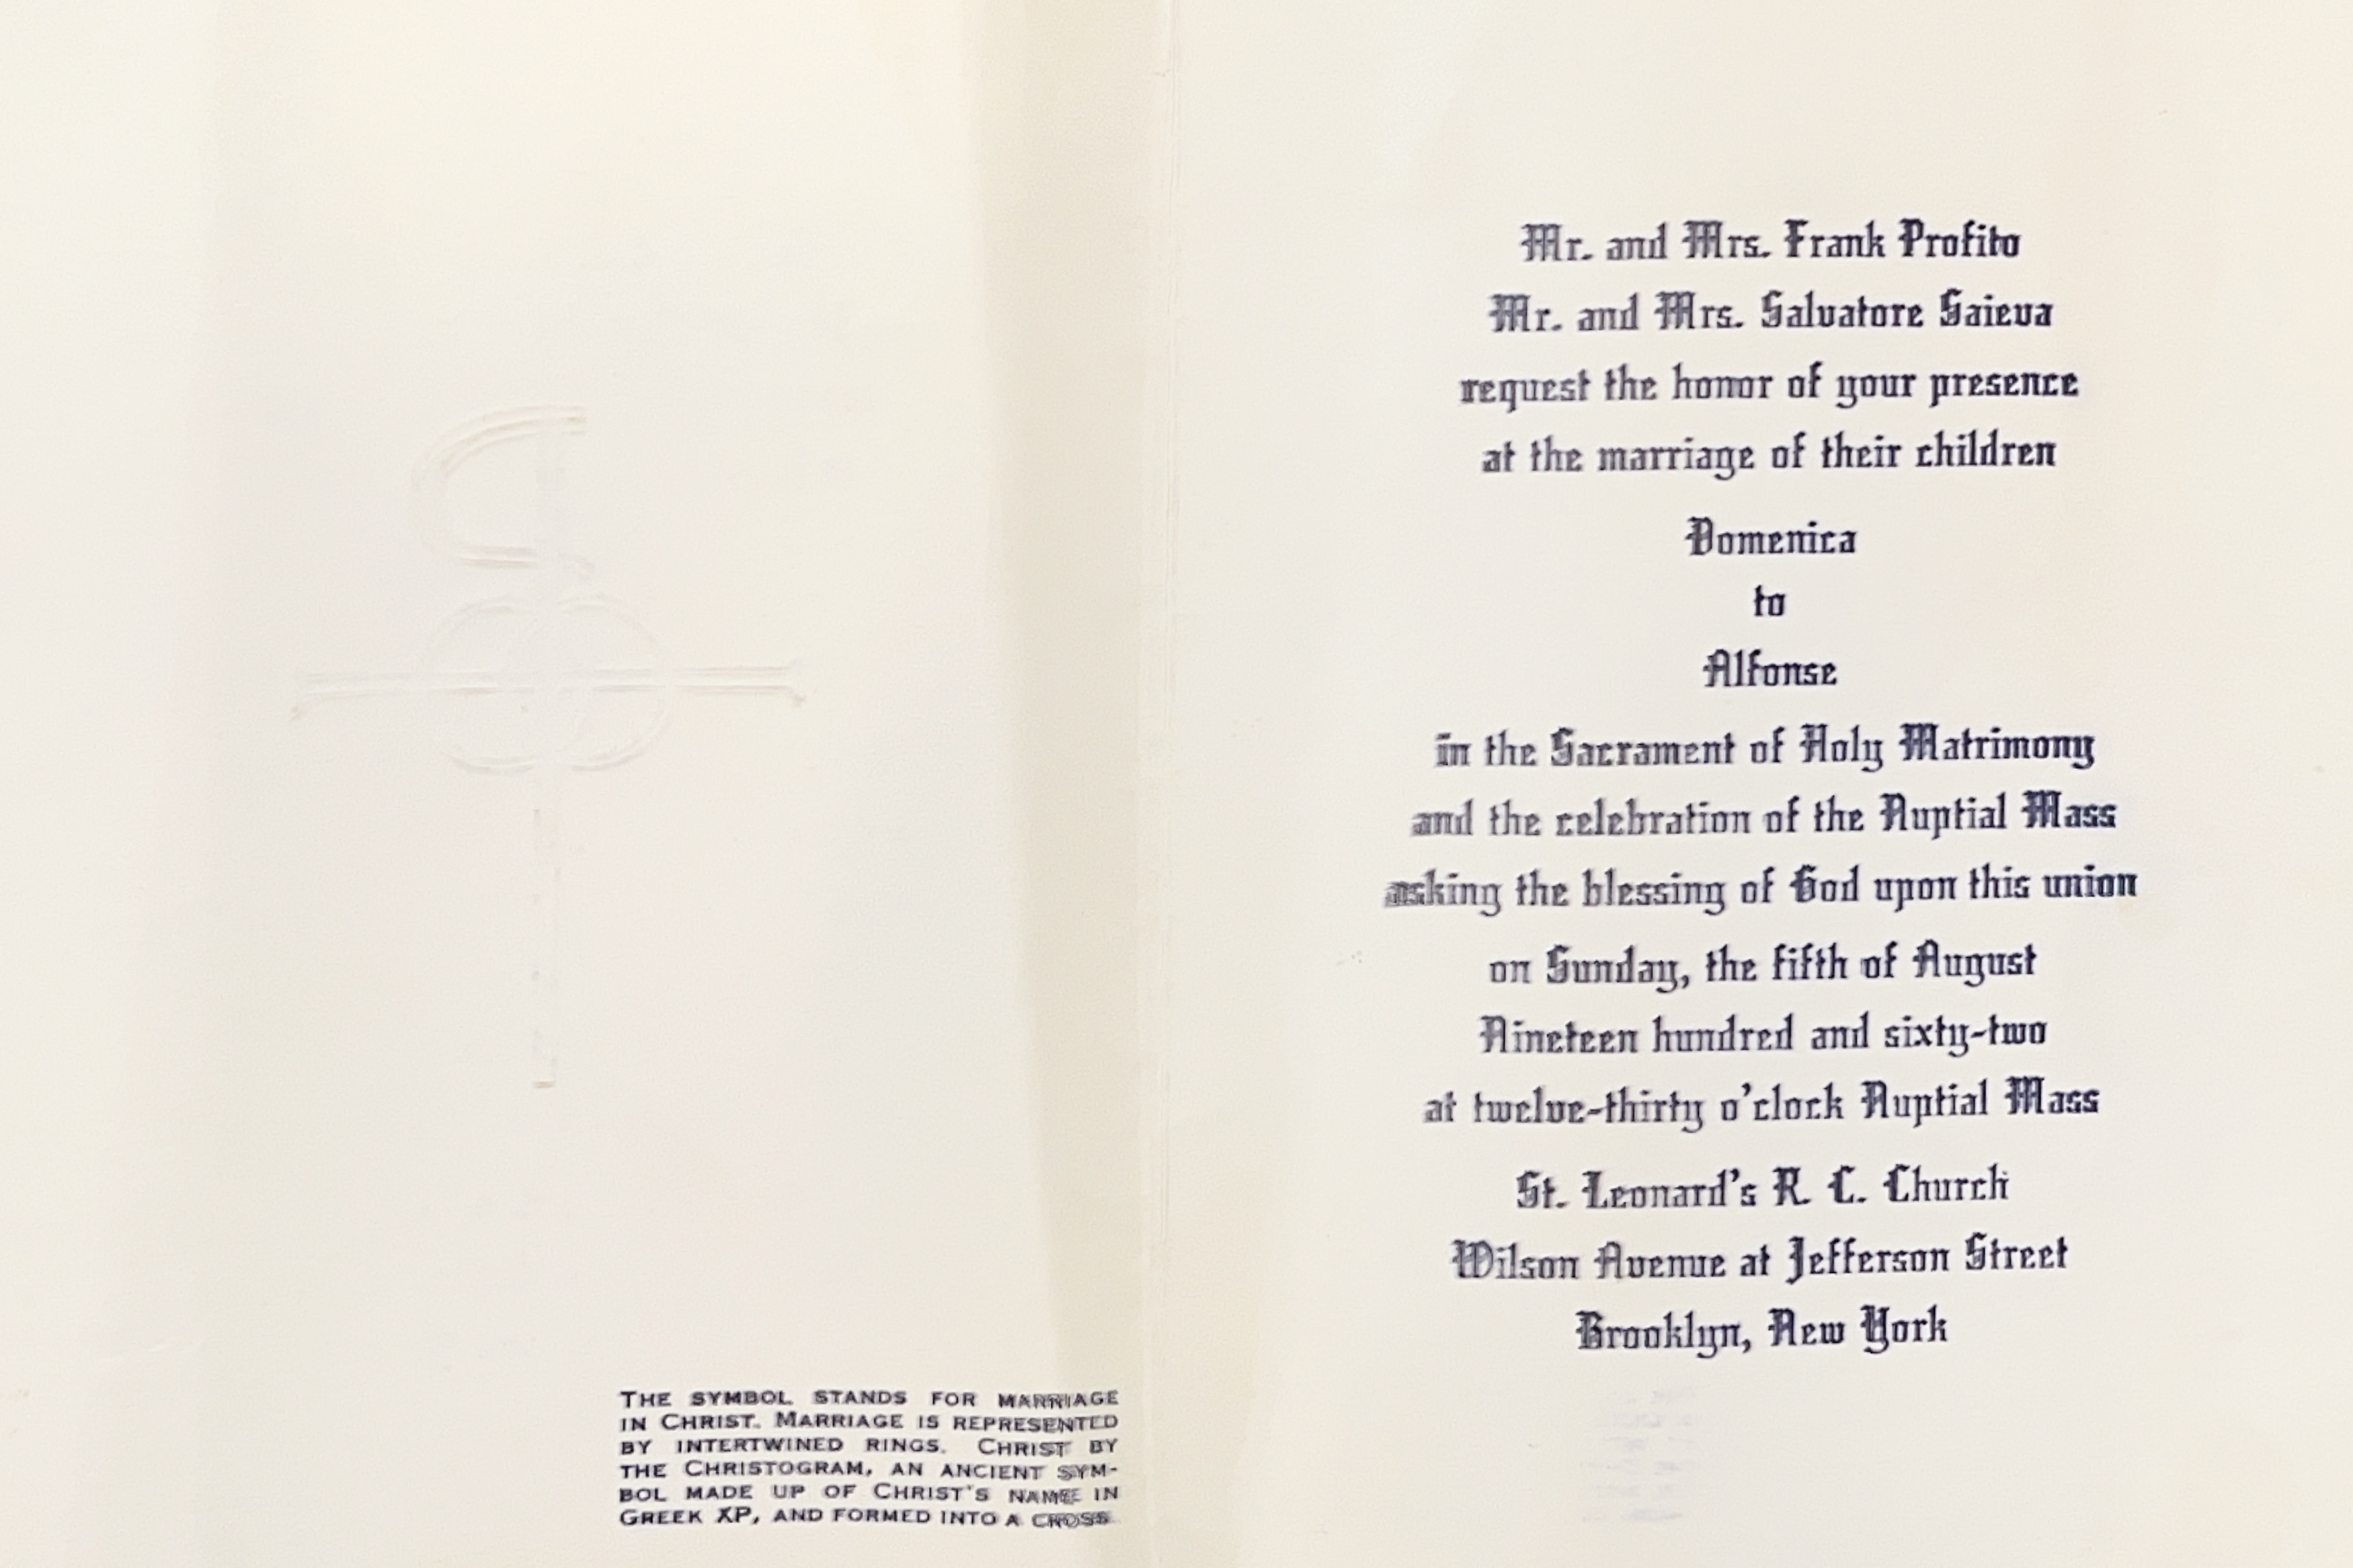 THE SYMBOL STANDS FOR MARRIAGE
IN CHRIST. MARRIAGE IS REPRESENTED
BY INTERTWINED RINGS. CHRIST BY
THE CHRISTOGRAM, AN ANCIENT SYM-
BOL MADE UP OF CHRIST'S NAME IN
GREEK XP, AND FORMED INTO A CROSS
Mr. and Mrs. Frank Profito
Mr. and Mrs. Salvatore Saieva
request the honor of your presence
at the marriage of their children
Domenica
to
Alfonse
in the Sacrament of Holy Matrimony
and the celebration of the Nuptial Mass
asking the blessing of God upon this union
on Sunday, the fifth of August
Nineteen hundred and sixty-two
at twelve-thirty o'clock Nuptial Mass
St. Leonard's R. C. Church
Wilson Avenue at Jefferson Street
Brooklyn, New York